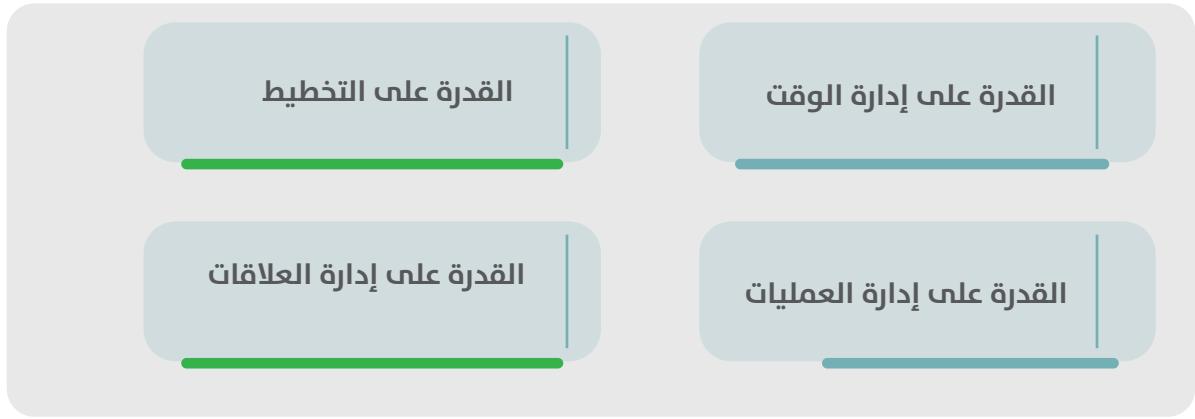 القدرة على إدارة الوقت
القدرة على التخطيط
القدرة على إدارة العمليات
القدرة على إدارة العلاقات